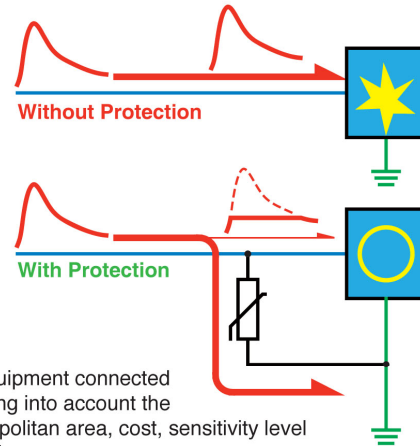 Without Protection
With Protection
uipment connected
ng into account the
politan area, cost, sensitivity level